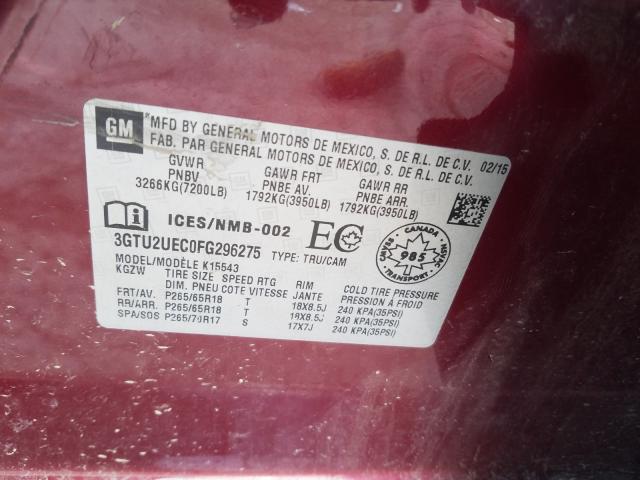 GM
*MFD BY GENERAL MOTORS DE MEXICO, S. DE R.L. DE C.V. 02/15
FAB. PAR GENERAL MOTORS DE MEXICO, S. DE R.L. DE C.V.
GVWR GAWR FRT GAWR RR
PNBV PNBE AV. PNBE ARR.
3266KG(7200LB) 1792KG(3950LB) 1792KG(3950LB)
ICES/NMB-002 EC
3GTU2UEC0FG296275 TYPE: TRU/CAM
CANADA
985
TRANSPORT
MODEL/MODÈLE K15543
KGZW TIRE SIZE SPEED RTG RIM COLD TIRE PRESSURE
DIM. PNEU COTE VITESSE JANTE PRESSION A FROID
FRT/AV. P265/65R18 T 18X8.5J 240 KPA(35PSI)
RR/ARR. P265/65R18 T 18X8.5J 240 KPA(35PSI)
SPA/SOS P265/70R17 S 17X7J 240 KPA(35PSI)